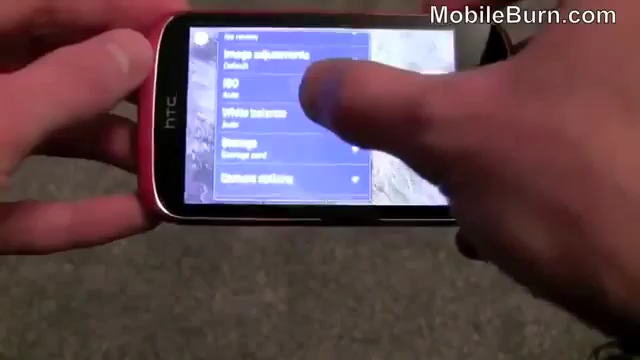 MobileBurn.com
hTC
Image adjustments
Default
ISO
Auto
White balance
Auto
Storage
Storage card
Camera options